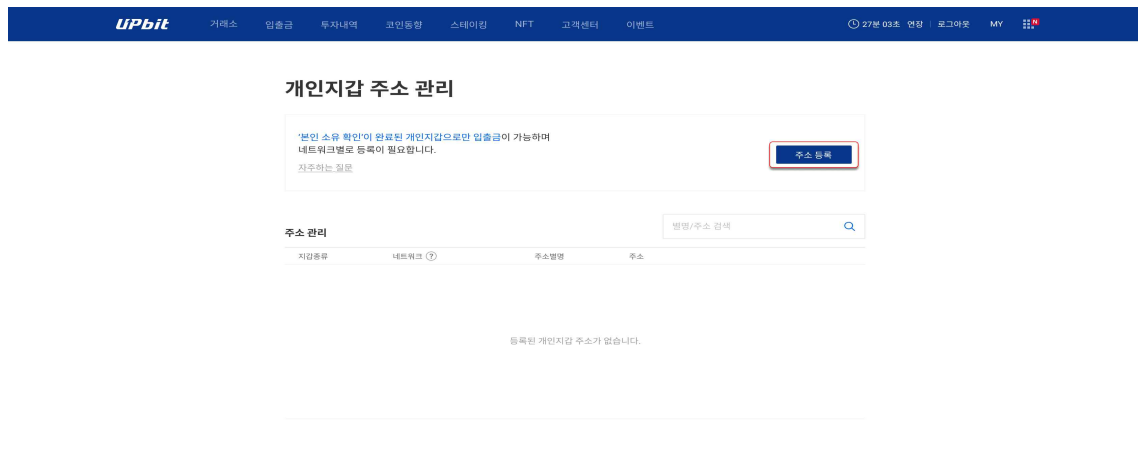 UPbit 거래소 입출금 투자내역 코인동향 스테이킹 NFT 고객센터 이벤트 27분 03초 연장 로그아웃 MY N
개인지갑 주소 관리
'본인 소유 확인'이 완료된 개인지갑으로만 입출금이 가능하며
네트워크별로 등록이 필요합니다.
자주하는 질문
주소 등록
주소 관리
별명/주소 검색
지갑종류 네트워크 ? 주소별명 주소
등록된 개인지갑 주소가 없습니다.